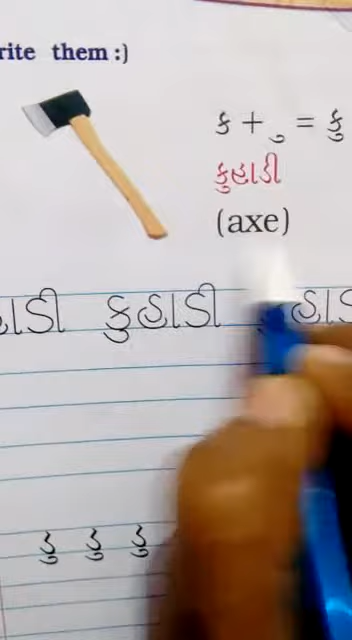 rite them :)
ક + ુ = કુ
કુહાડી
(axe)
હાડી કુહાડી હાડ
કુ કુ કુ